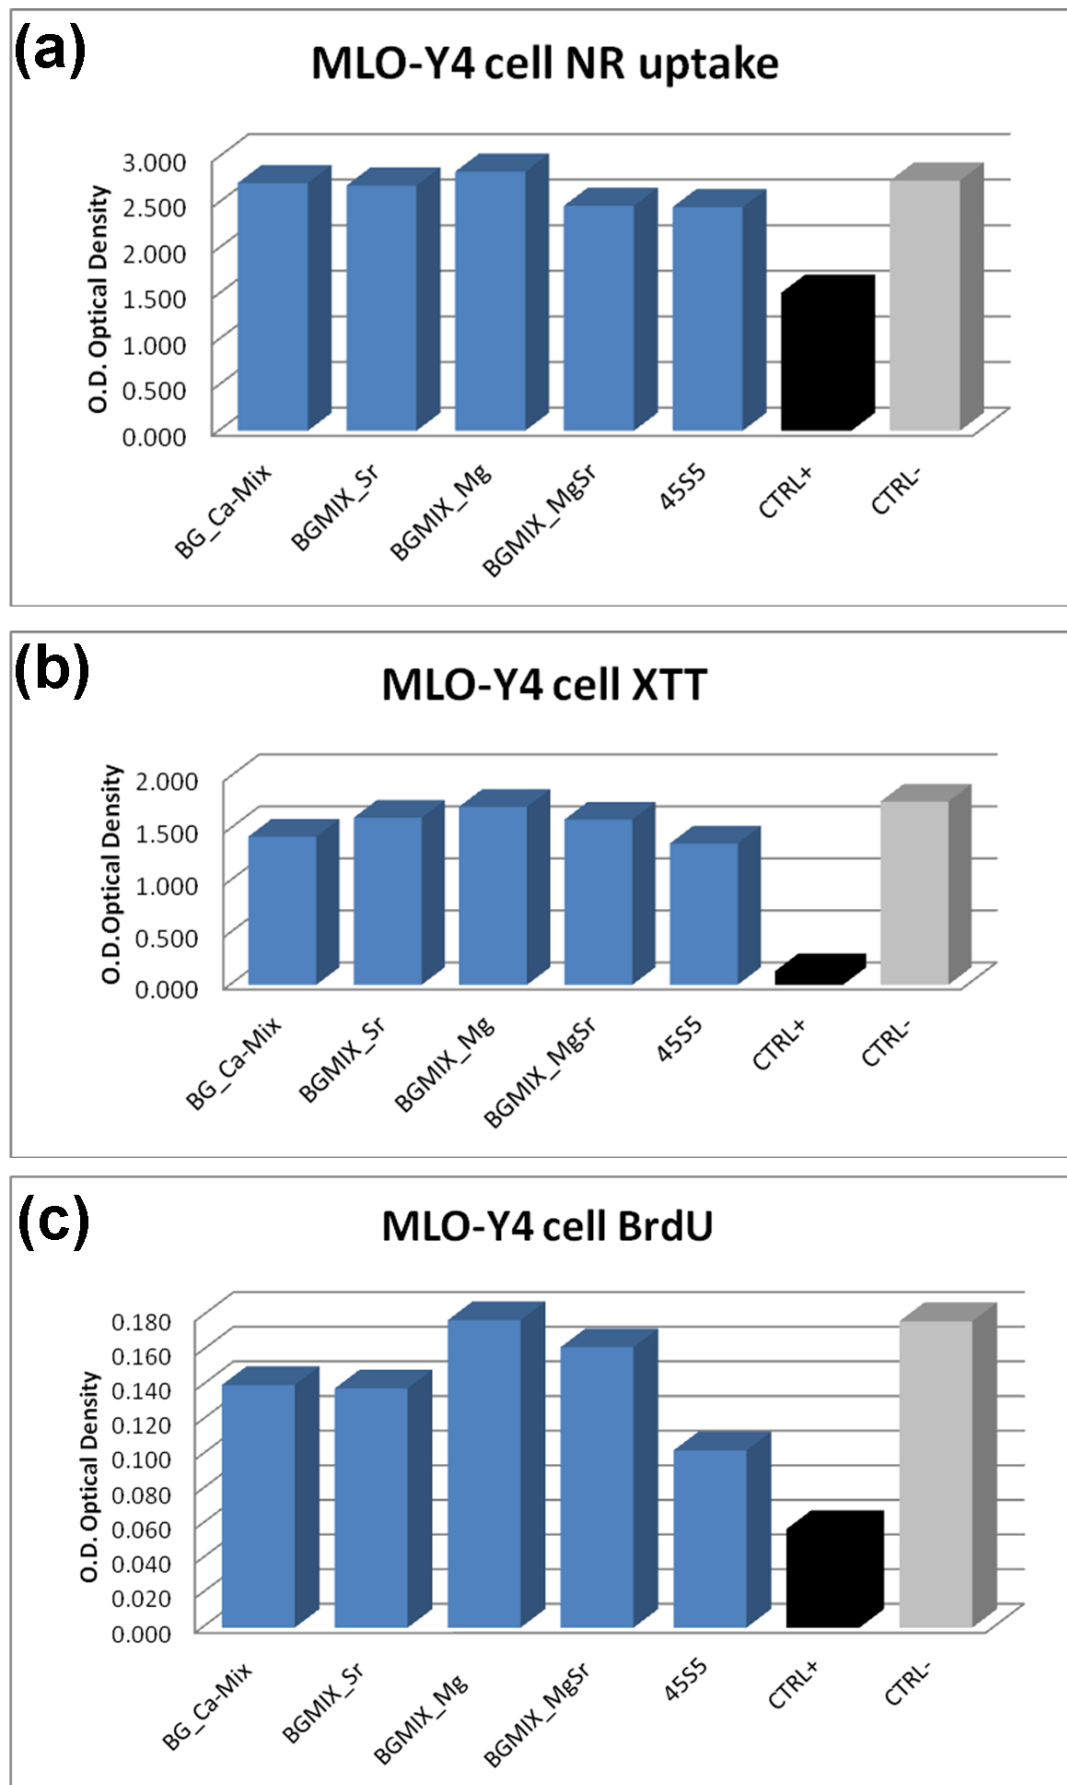 (a)
MLO-Y4 cell NR uptake
O.D. Optical Density
3.000
2.500
2.000
1.500
1.000
0.500
0.000
BG_Ca-Mix
BGMIX_Sr
BGMIX_Mg
BGMIX_MgSr
45S5
CTRL+
CTRL-
(b)
MLO-Y4 cell XTT
O.D.Optical Density
2.000
1.500
1.000
0.500
0.000
BG_Ca-Mix
BGMIX_Sr
BGMIX_Mg
BGMIX_MgSr
45S5
CTRL+
CTRL-
(c)
MLO-Y4 cell BrdU
O.D. Optical Density
0.180
0.160
0.140
0.120
0.100
0.080
0.060
0.040
0.020
0.000
BG_Ca-Mix
BGMIX_Sr
BGMIX_Mg
BGMIX_MgSr
45S5
CTRL+
CTRL-